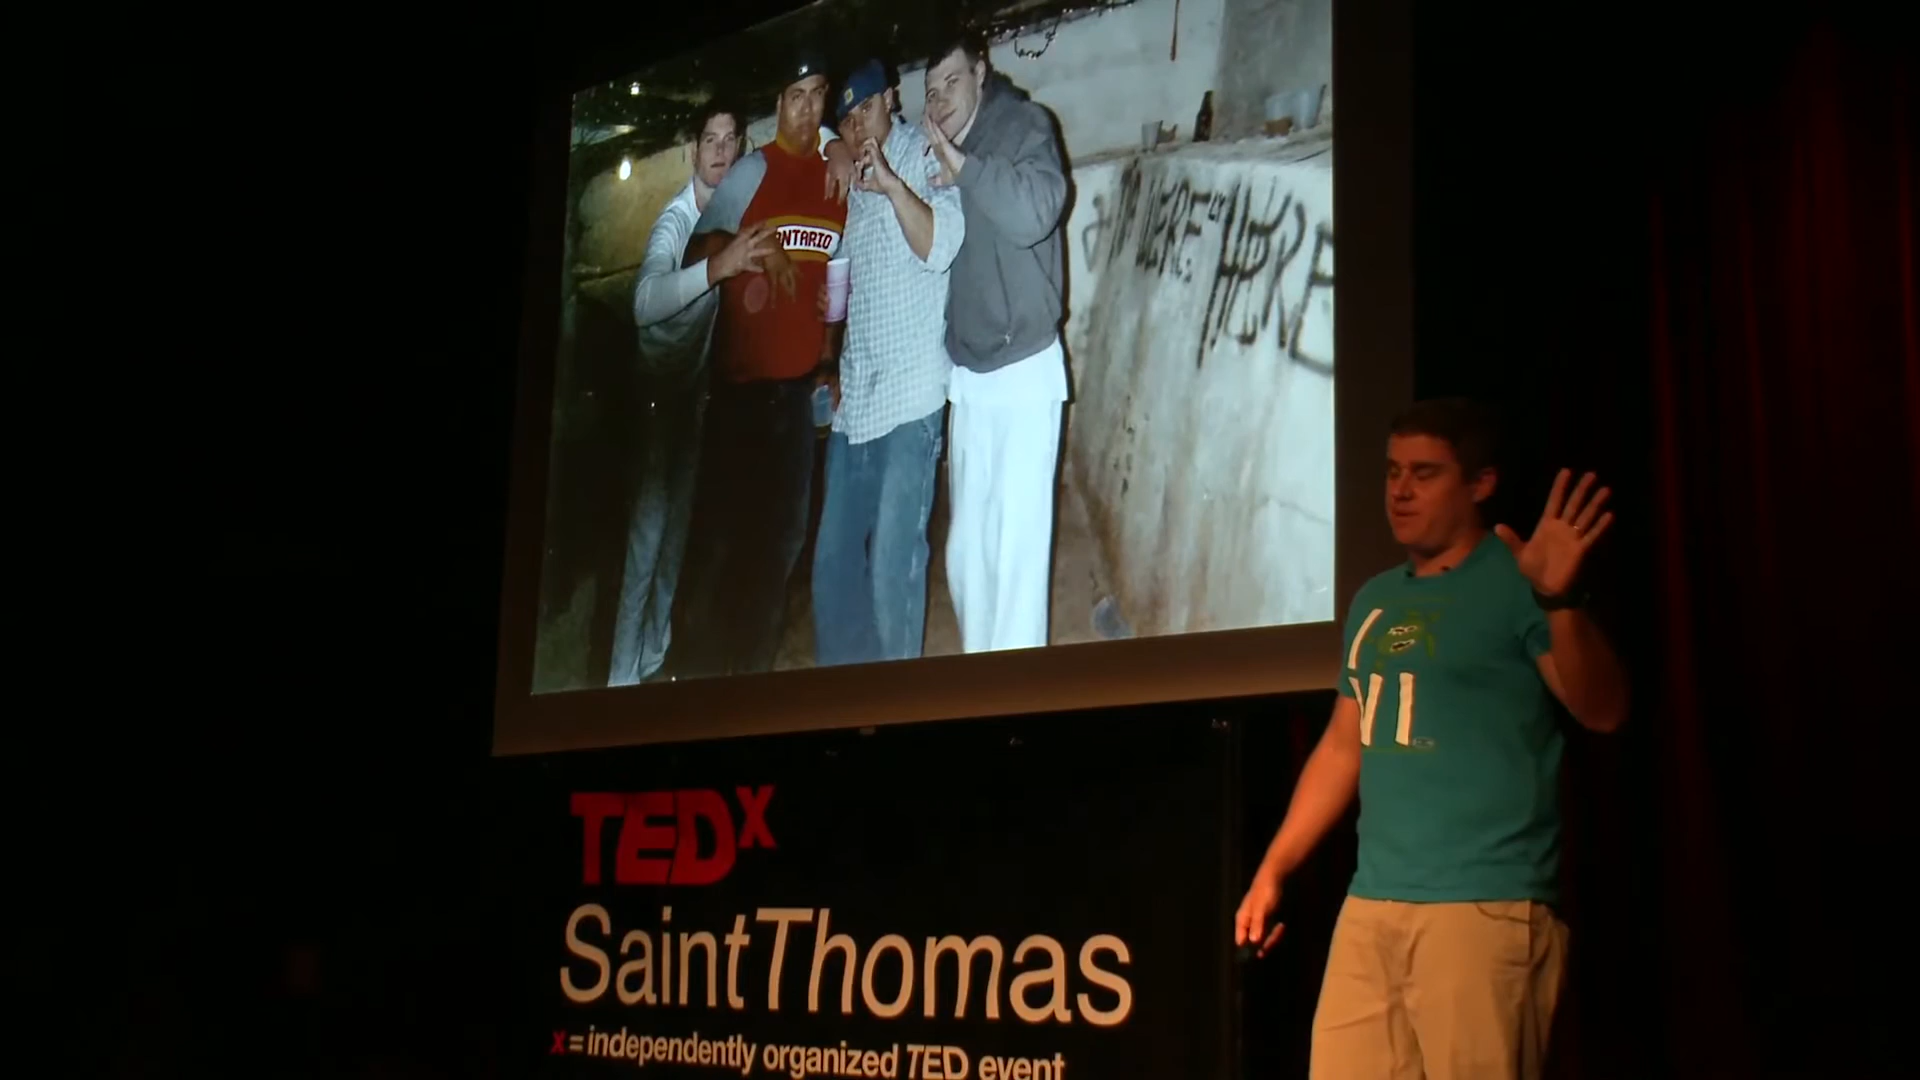 ONTARIO
WERE HERE
VI
TEDx
SaintThomas
x = independently organized TED event